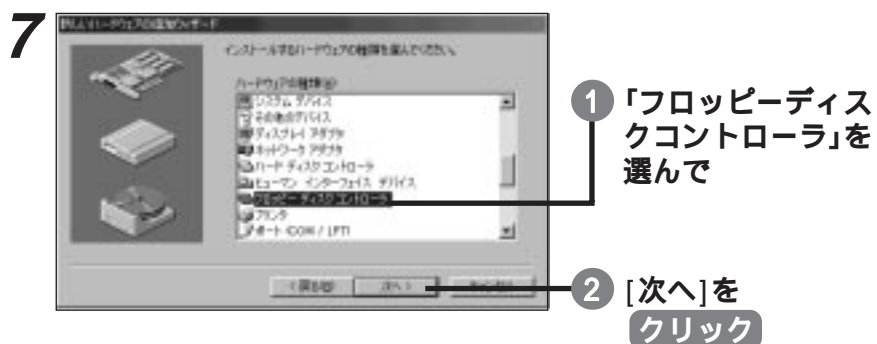 7
新しいハードウェアの追加ウィザード
インストールするハードウェアの種類を選んでください。
ハードウェアの種類(H)
システム デバイス
その他のデバイス
ディスプレイ アダプタ
ネットワーク アダプタ
ハード ディスク コントローラ
ヒューマン インターフェイス デバイス
フロッピー ディスク コントローラ
プリンタ
ポート (COM / LPT)
< 戻る(B)
次へ >
キャンセル
1 「フロッピーディス
クコントローラ」を
選んで
2 [次へ]を
クリック